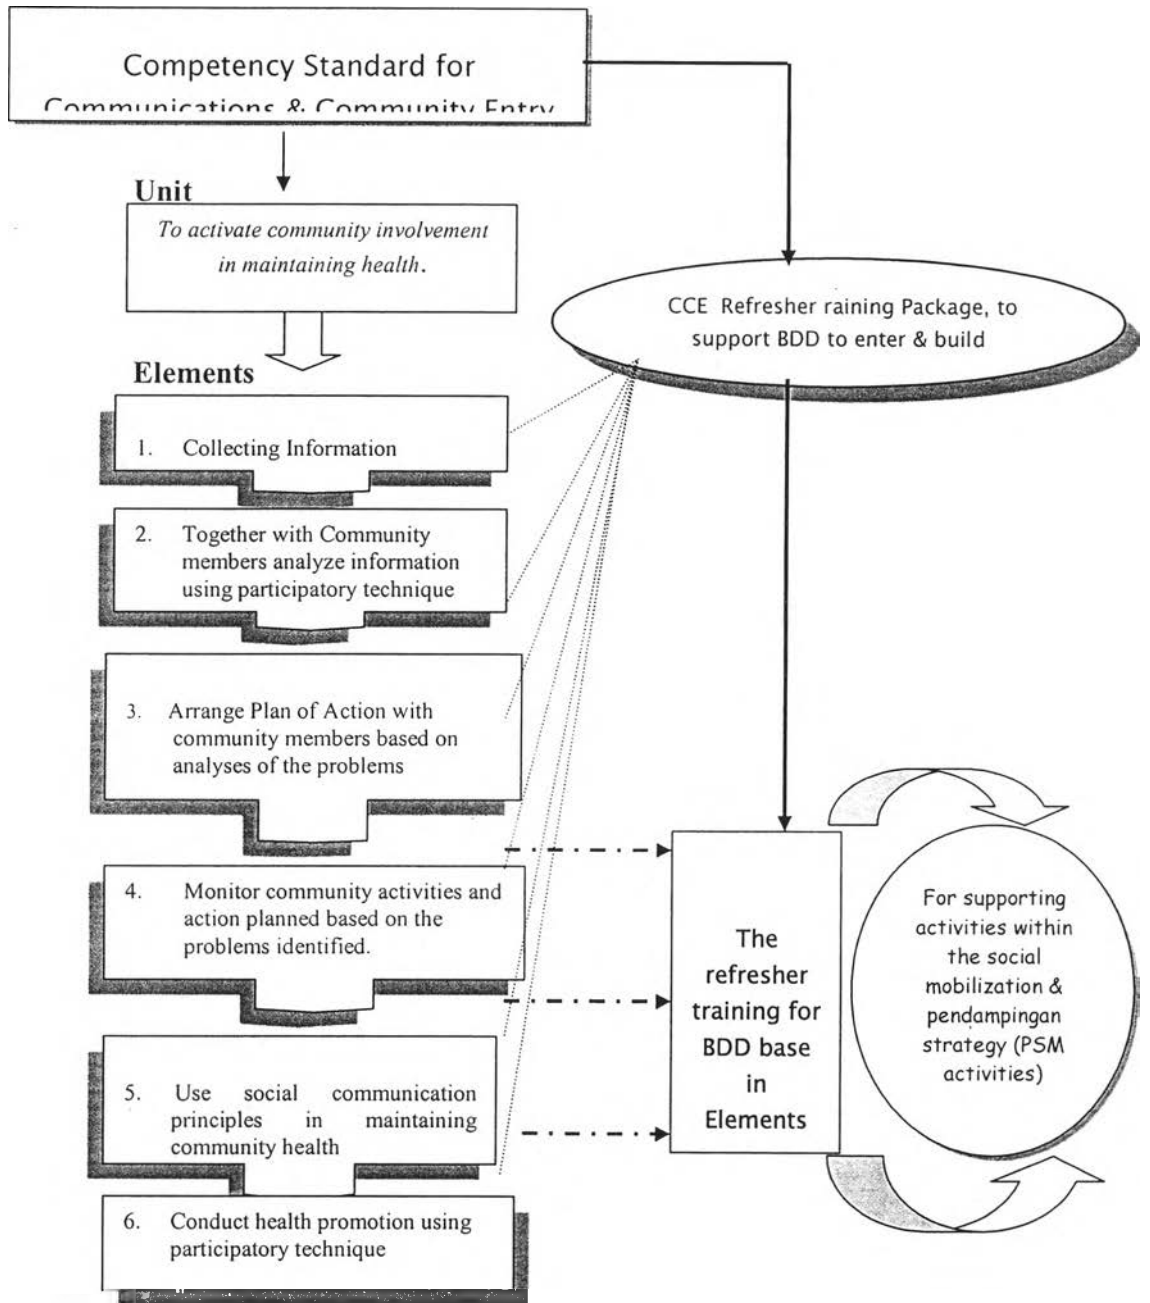 Competency Standard for
Communications & Community Entry
Unit
To activate community involvement
in maintaining health.
Elements
1. Collecting Information
2. Together with Community
members analyze information
using participatory technique
3. Arrange Plan of Action with
community members based on
analyses of the problems
4. Monitor community activities and
action planned based on the
problems identified.
5. Use social communication
principles in maintaining
community health
6. Conduct health promotion using
participatory technique
CCE Refresher raining Package, to
support BDD to enter & build
The
refresher
training for
BDD base
in
Elements
For supporting
activities within
the social
mobilization &
pendampingan
strategy (PSM
activities)